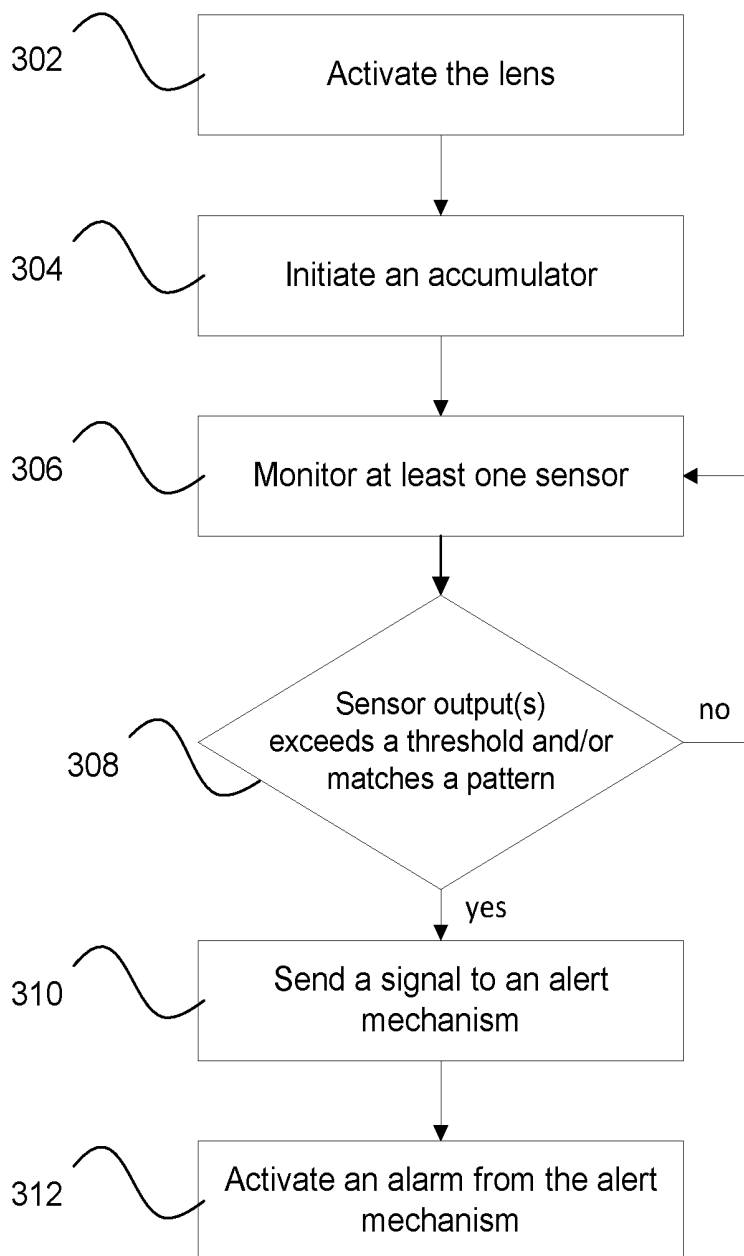 302
Activate the lens
304
Initiate an accumulator
306
Monitor at least one sensor
308
Sensor output(s)
exceeds a threshold and/or
matches a pattern
no
yes
310
Send a signal to an alert
mechanism
312
Activate an alarm from the alert
mechanism